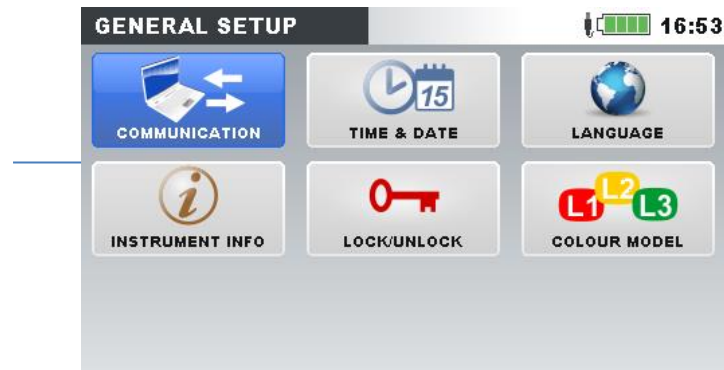 GENERAL SETUP 16:53
15
COMMUNICATION TIME & DATE LANGUAGE
i
L1 L2 L3
INSTRUMENT INFO LOCK/UNLOCK COLOUR MODEL